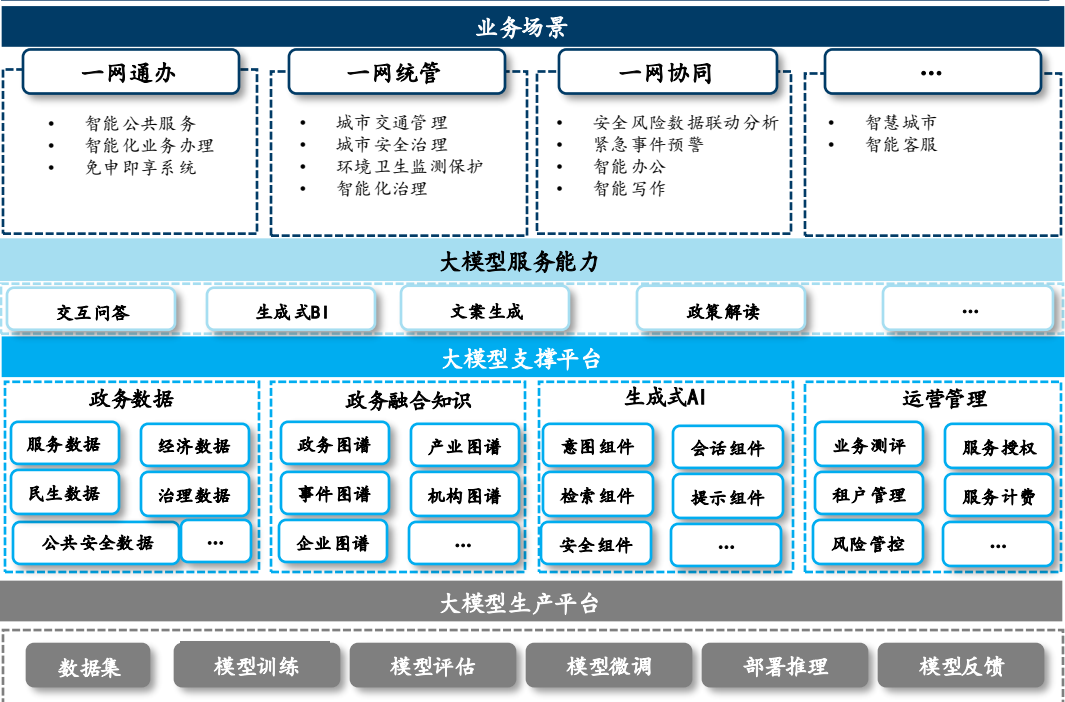 业务场景
一网通办
• 智能公共服务
• 智能化业务办理
• 免申即享系统
一网统管
• 城市交通管理
• 城市安全治理
• 环境卫生监测保护
• 智能化治理
一网协同
• 安全风险数据联动分析
• 紧急事件预警
• 智能办公
• 智能写作
…
• 智慧城市
• 智能客服
大模型服务能力
交互问答
生成式BI
文案生成
政策解读
…
大模型支撑平台
政务数据
服务数据
经济数据
民生数据
治理数据
公共安全数据
…
政务融合知识
政务图谱
产业图谱
事件图谱
机构图谱
企业图谱
…
生成式AI
意图组件
会话组件
检索组件
提示组件
安全组件
…
运营管理
业务测评
服务授权
租户管理
服务计费
风险管控
…
大模型生产平台
数据集
模型训练
模型评估
模型微调
部署推理
模型反馈